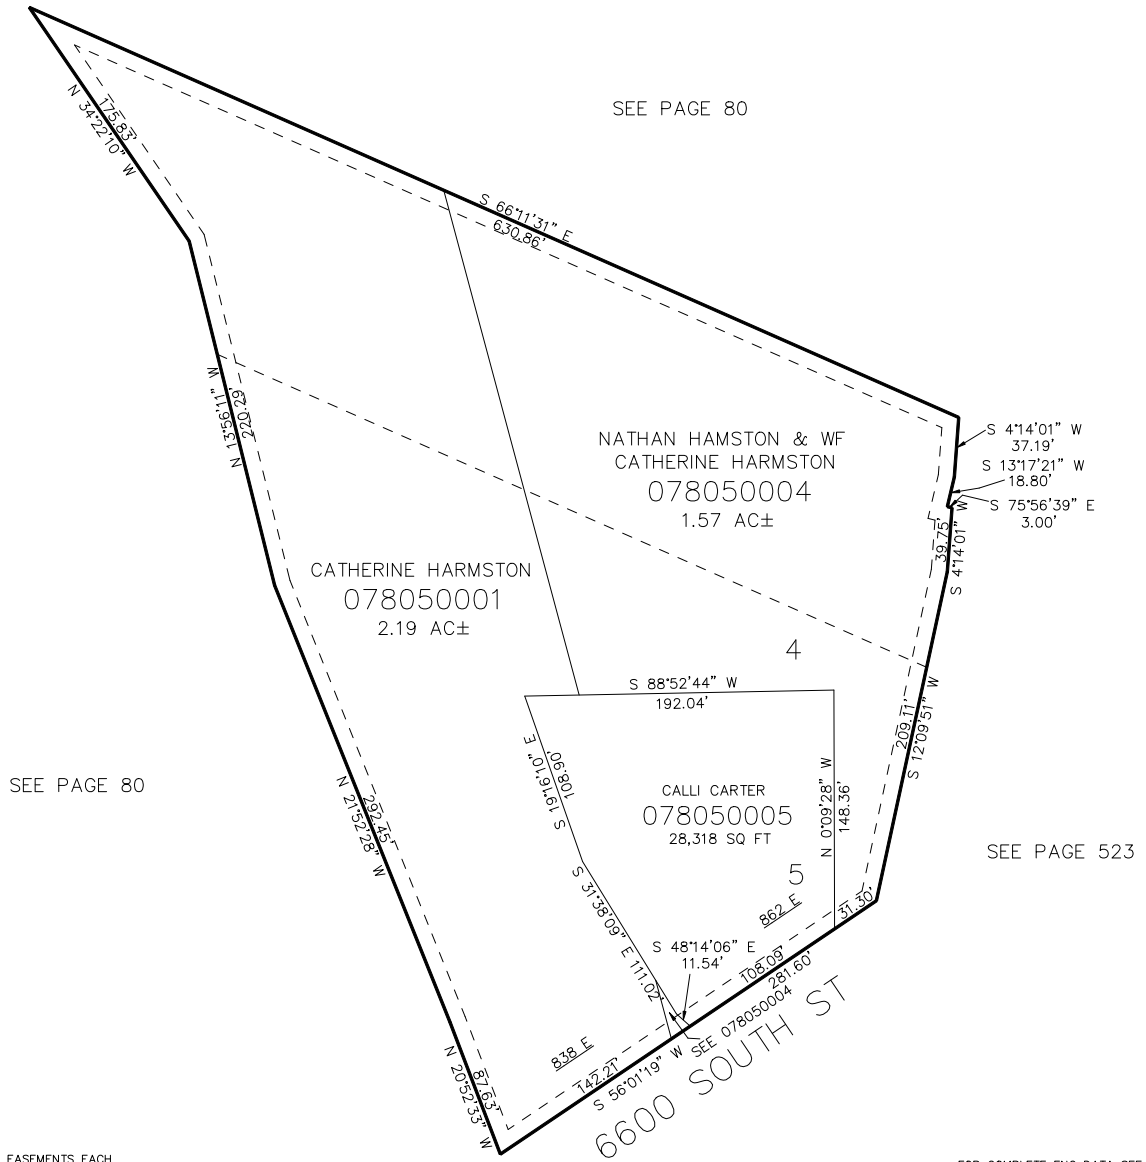 SEE PAGE 80
N 34°22'10" W
175.83'
S 66°11'31" E
630.86'
N 13°56'11" W
220.29'
NATHAN HAMSTON & WF
CATHERINE HARMSTON
078050004
1.57 AC±
S 4°14'01" W
37.19'
S 13°17'21" W
18.80'
S 75°56'39" E
3.00'
39.75'
S 4°14'01" W
CATHERINE HARMSTON
078050001
2.19 AC±
4
S 88°52'44" W
192.04'
209.11'
S 12°09'51" W
S 19°16'10" E
108.90'
SEE PAGE 80
N 21°52'28" W
292.45'
CALLI CARTER
078050005
28,318 SQ FT
N 0°09'28" W
148.36'
SEE PAGE 523
5
S 31°38'09" E 111.02'
862 E
31.30'
S 48°14'06" E
11.54'
108.09'
281.60'
SEE 078050004
838 E
142.21'
S 56°01'19" W
6600 SOUTH ST
N 20°52'33" W
87.63'
EASEMENTS EACH